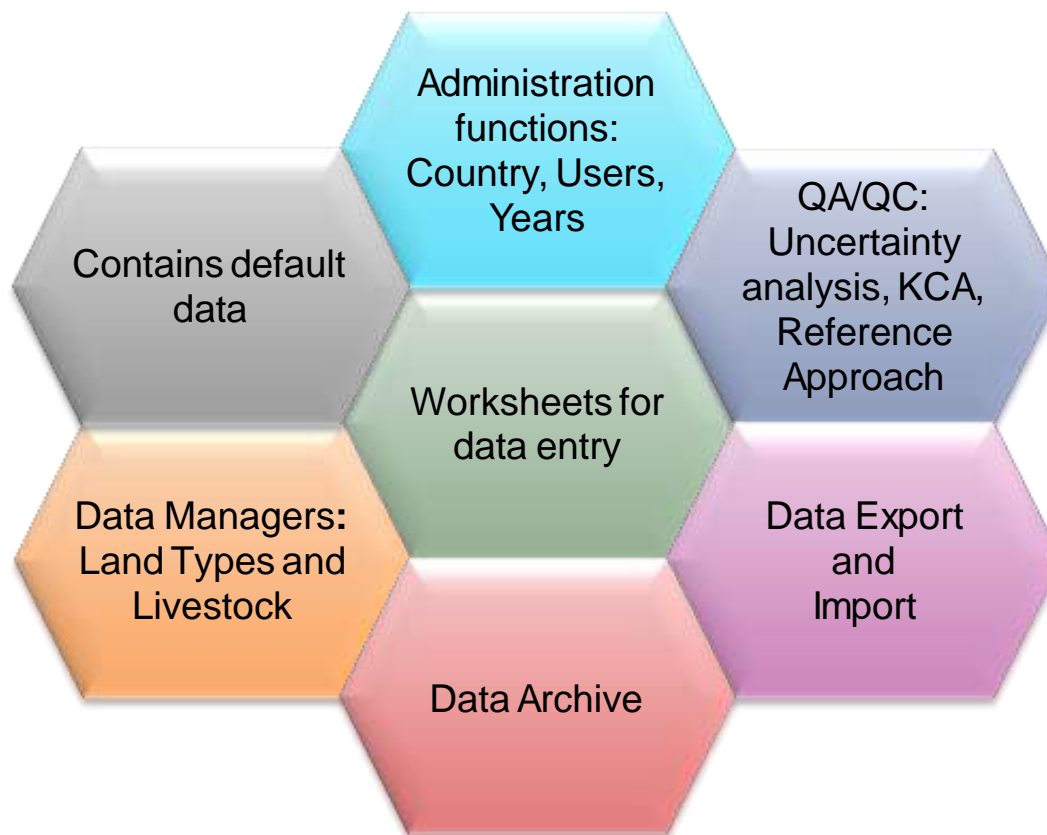 Administration
functions:
Country, Users,
Years
Contains default
data
QA/QC:
Uncertainty
analysis, KCA,
Reference
Approach
Worksheets for
data entry
Data Managers:
Land Types and
Livestock
Data Export
and
Import
Data Archive